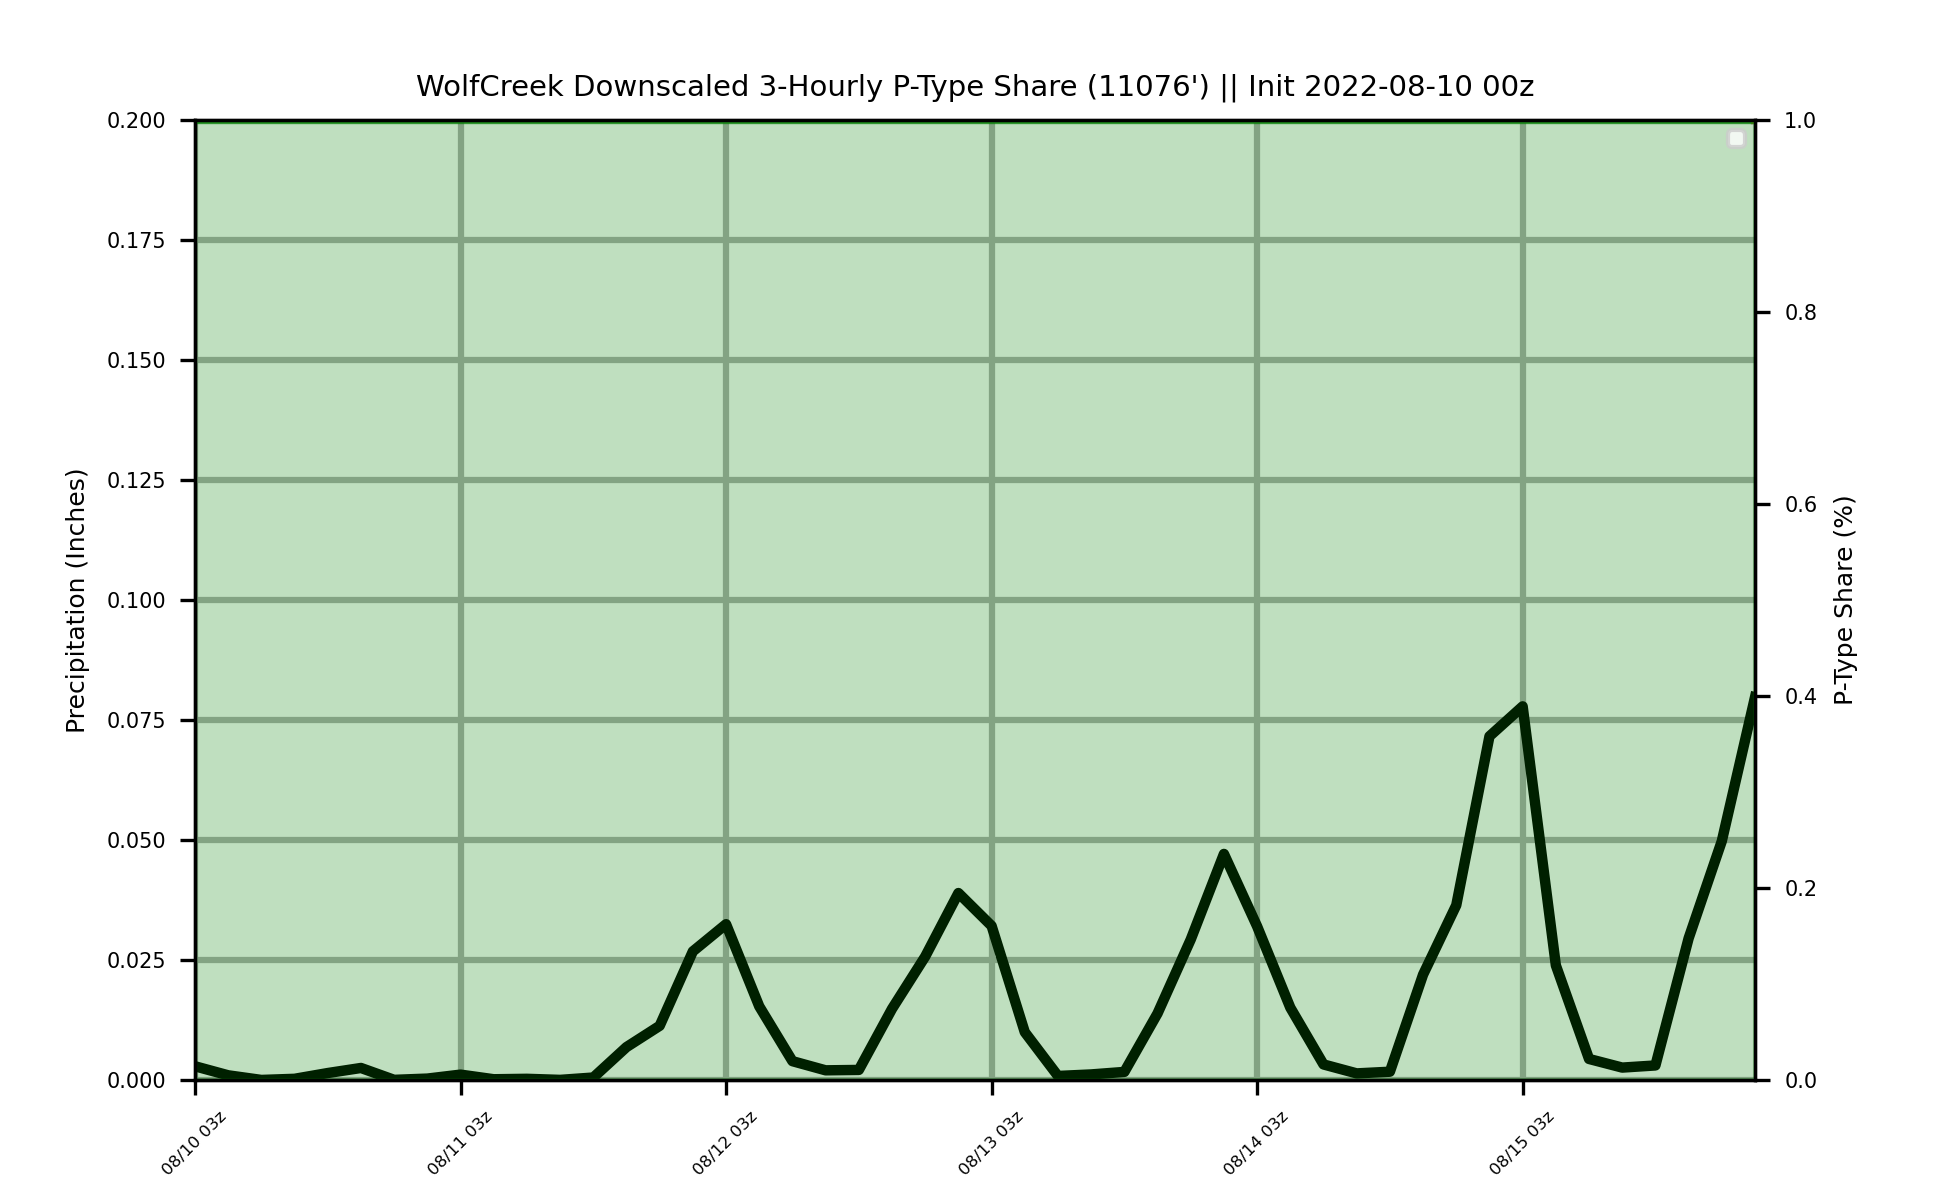 WolfCreek Downscaled 3-Hourly P-Type Share (11076') || Init 2022-08-10 00z
0.200
0.175
0.150
0.125
0.100
0.075
0.050
0.025
0.000
Precipitation (Inches)
1.0
0.8
0.6
0.4
0.2
0.0
P-Type Share (%)
08/10 03z
08/11 03z
08/12 03z
08/13 03z
08/14 03z
08/15 03z